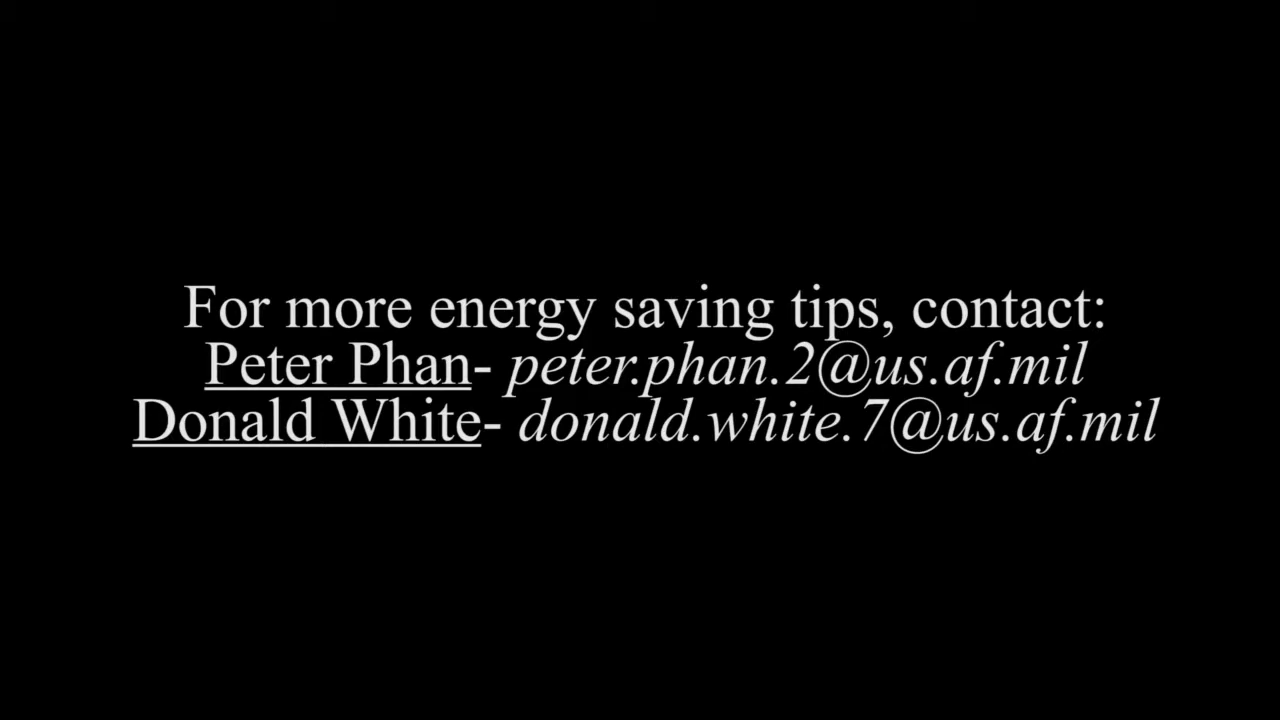 For more energy saving tips, contact:
Peter Phan- peter.phan.2@us.af.mil
Donald White- donald.white.7@us.af.mil